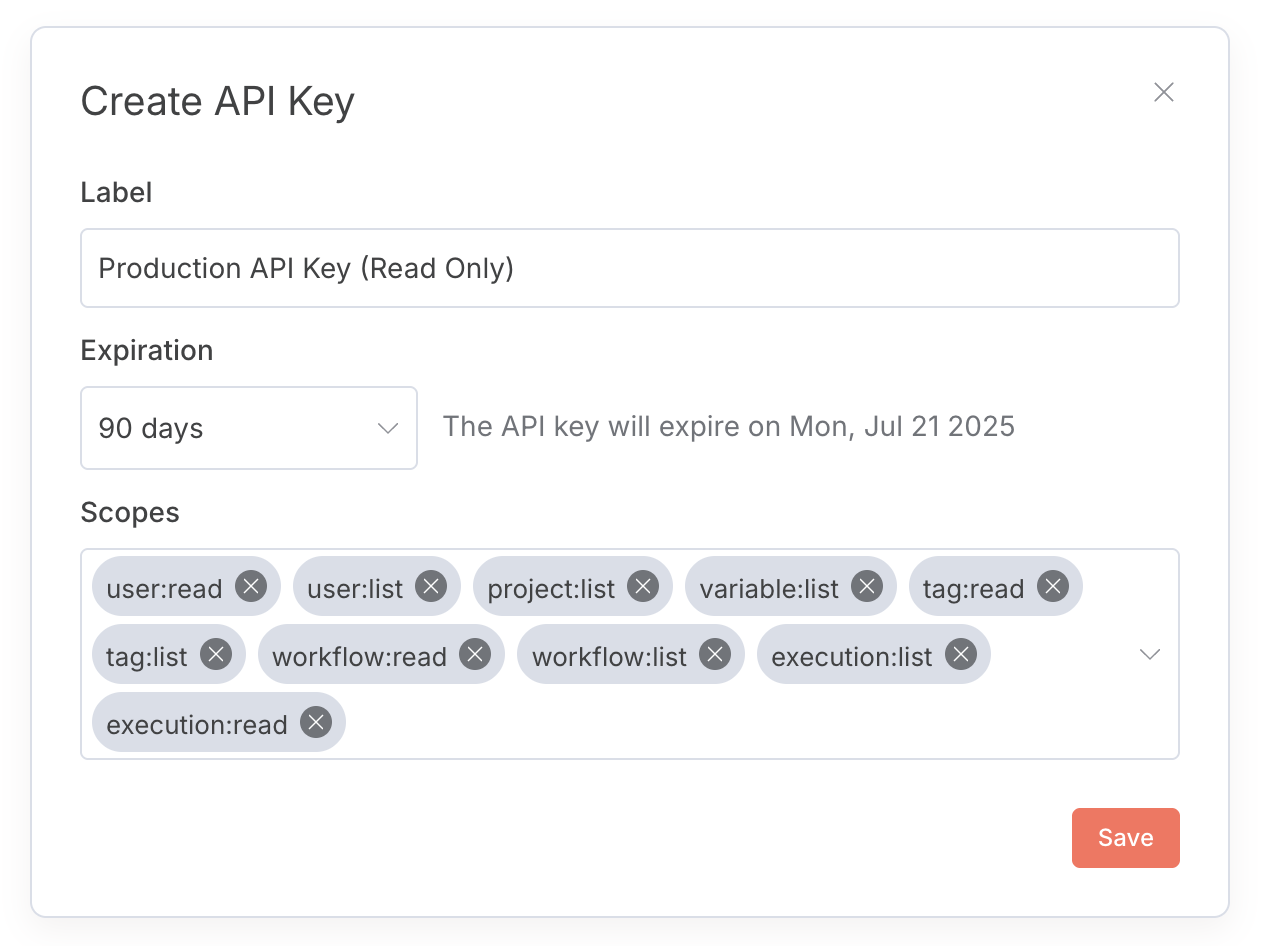 Create API Key
Label
Production API Key (Read Only)
Expiration
90 days The API key will expire on Mon, Jul 21 2025
Scopes
user:read user:list project:list variable:list tag:read
tag:list workflow:read workflow:list execution:list
execution:read
Save